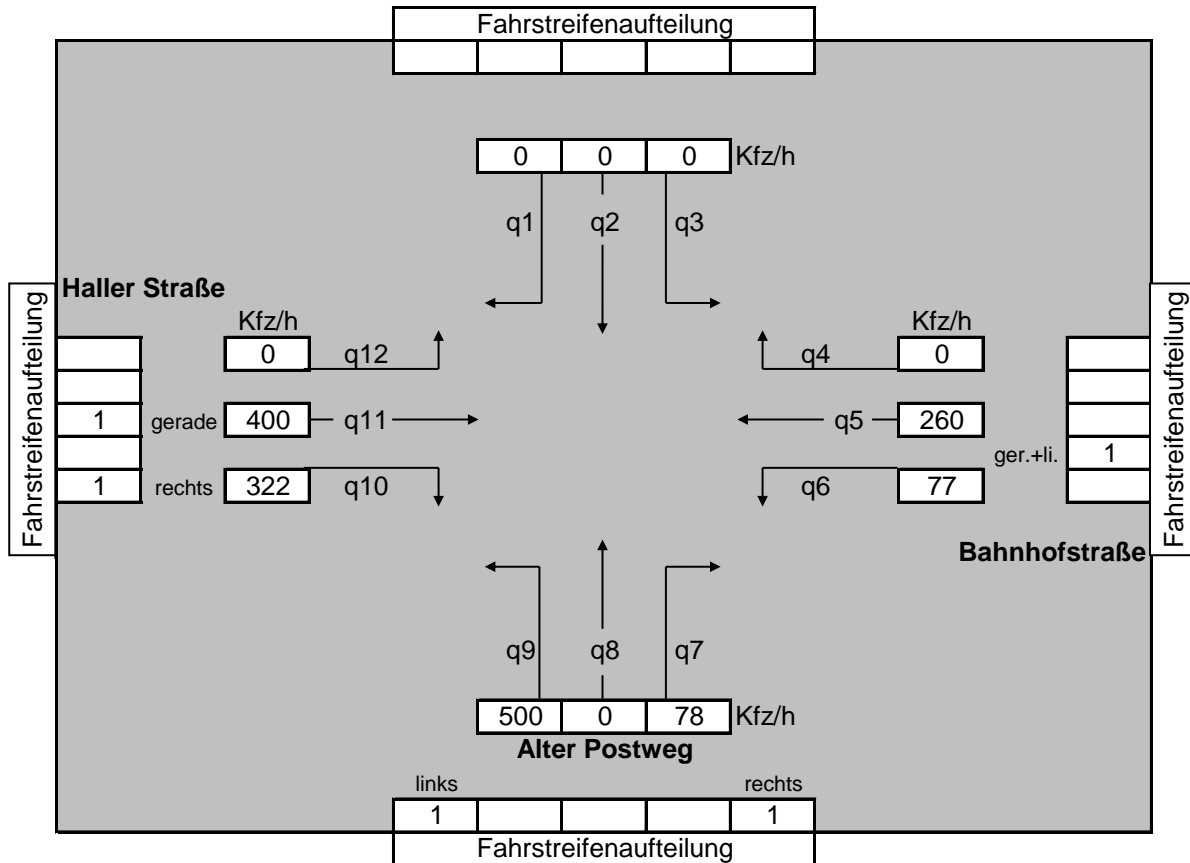 Fahrstreifenaufteilung
0 0 0 Kfz/h
q1 q2 q3
Haller Straße
Fahrstreifenaufteilung
Fahrstreifenaufteilung
Kfz/h Kfz/h
0 q12 q4 0
1 gerade 400 q11 q5 260
ger.+li. 1
1 rechts 322 q10 q6 77
Bahnhofstraße
q9 q8 q7
500 0 78 Kfz/h
Alter Postweg
links rechts
1 1
Fahrstreifenaufteilung